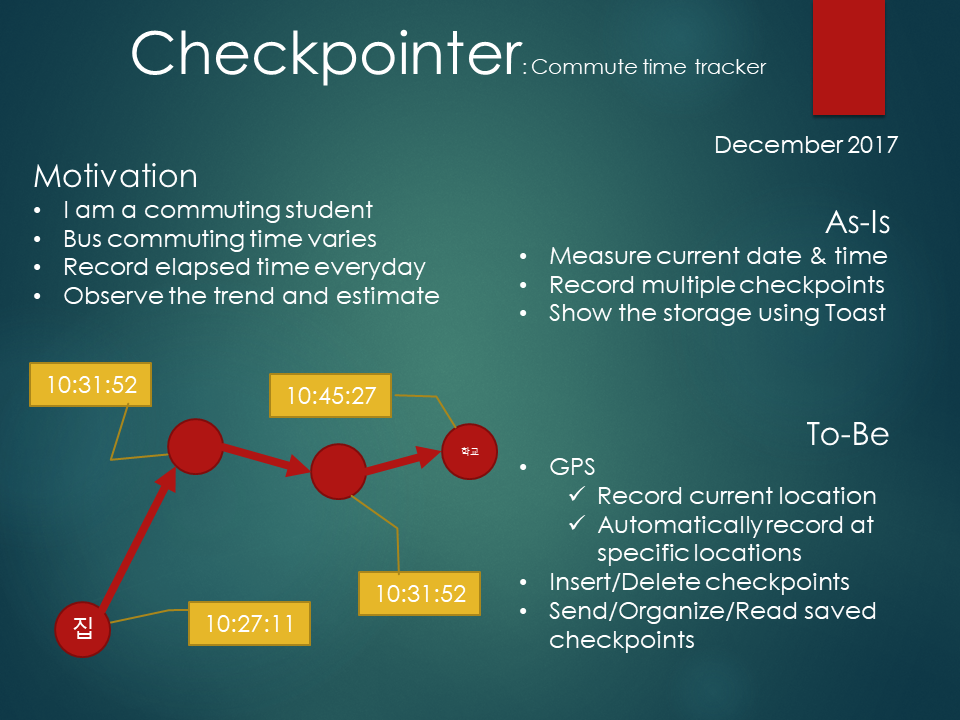 Checkpointer: Commute time tracker
December 2017
Motivation
• I am a commuting student
• Bus commuting time varies
• Record elapsed time everyday
• Observe the trend and estimate
As-Is
• Measure current date & time
• Record multiple checkpoints
• Show the storage using Toast
10:31:52
10:45:27
학교
10:31:52
집
10:27:11
To-Be
• GPS
✓ Record current location
✓ Automatically record at
specific locations
• Insert/Delete checkpoints
• Send/Organize/Read saved
checkpoints